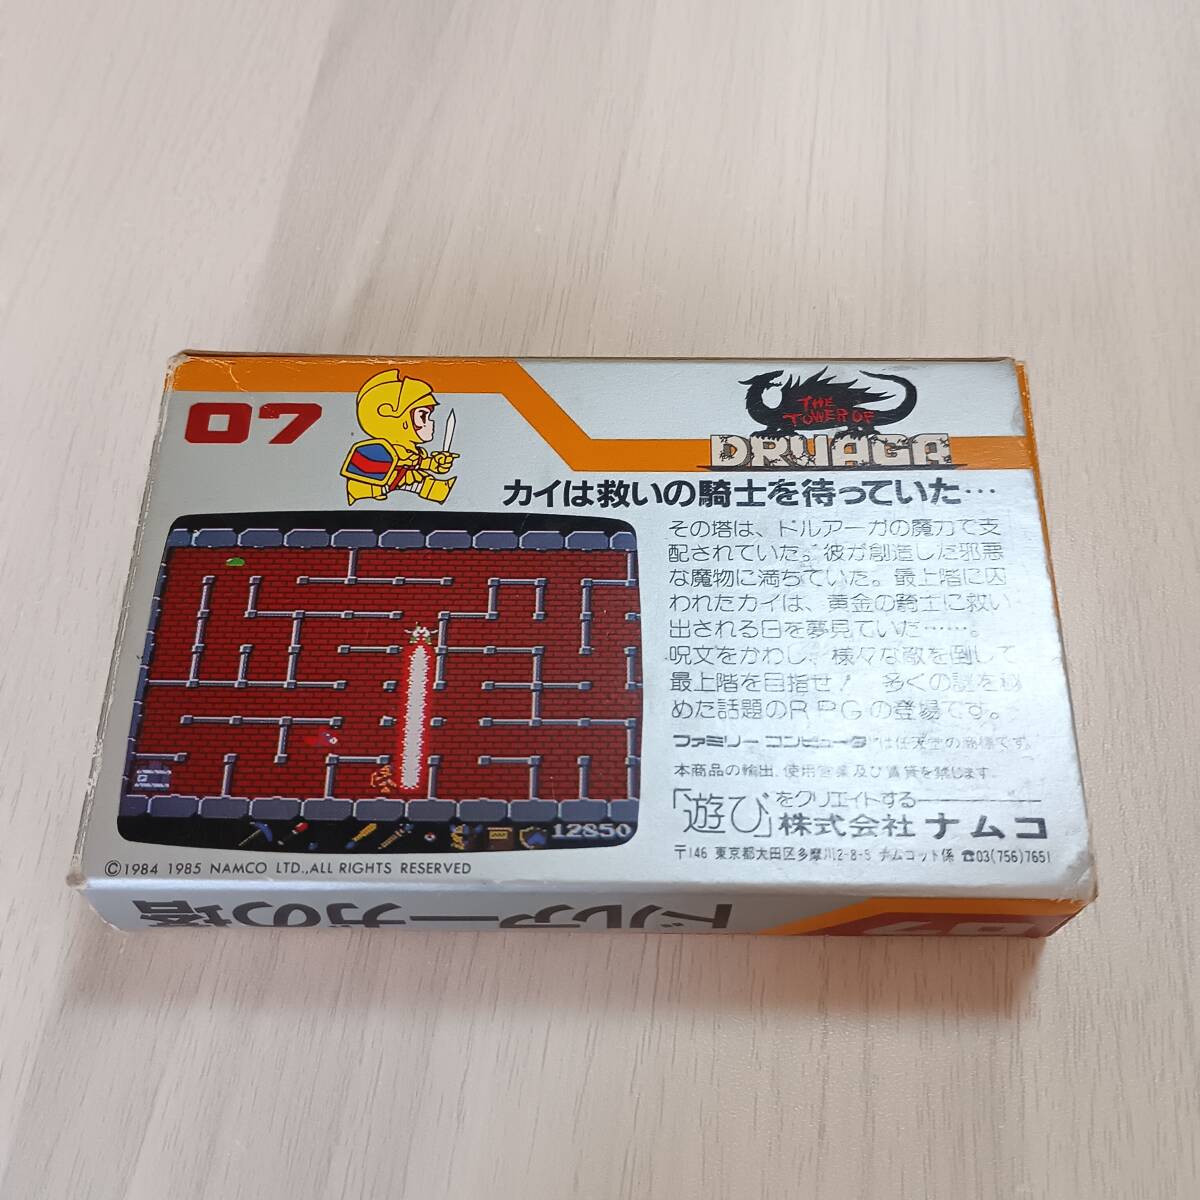 07
THE
TOWER OF
DRUAGA
カイは救いの騎士を待っていた…
その塔は、ドルアーガの魔力で支
配されていた。彼が創造した邪悪
な魔物に満ちていた。最上階に囚
われたカイは、黄金の騎士に救い
出される日を夢見ていた……。
呪文をかわし、様々な敵を倒して
最上階を目指せ！ 多くの謎を秘
めた話題のRPGの登場です。
ファミリーコンピュータは任天堂の商標です。
本商品の輸出、使用営業及び賃貸を禁じます。
「遊び」をクリエイトする
株式会社ナムコ
〒146 東京都大田区多摩川2-8-5 ナムコット係 ☎03(756)7651
12850
©1984 1985 NAMCO LTD.,ALL RIGHTS RESERVED
ドルアーガの塔
07